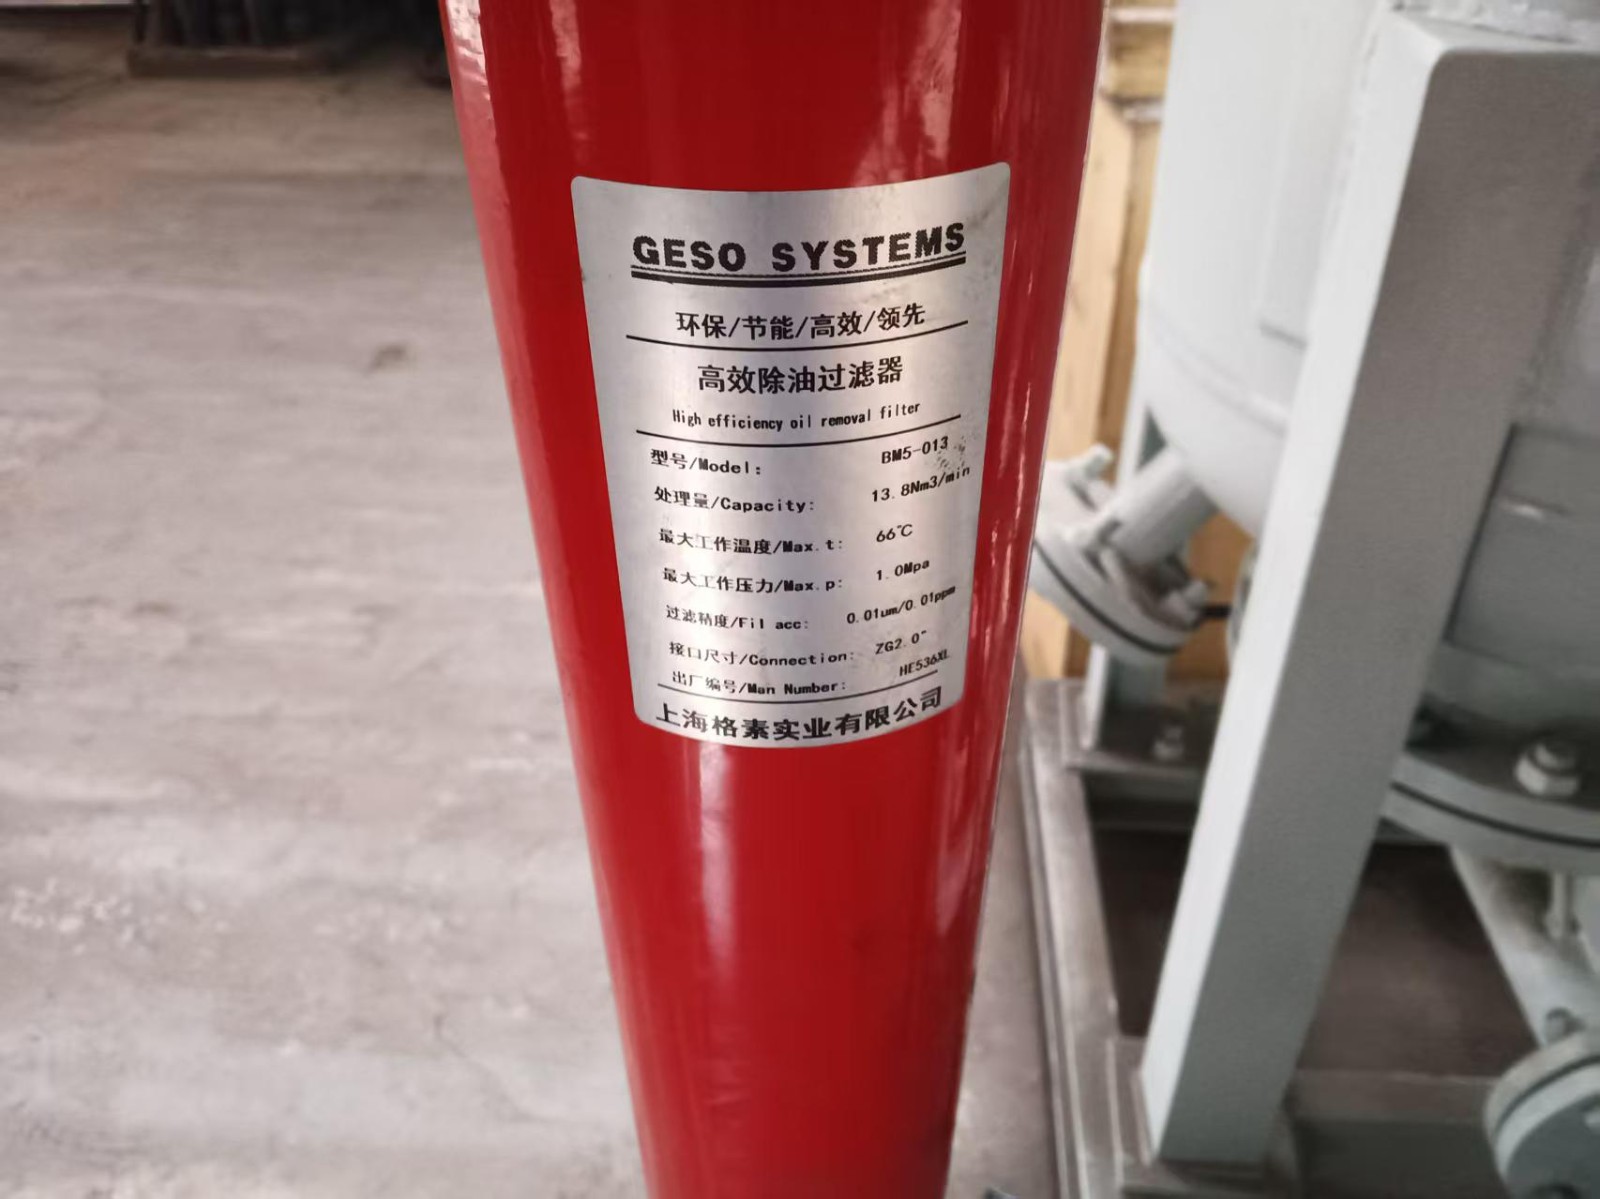 GESO SYSTEMS
环保/节能/高效/领先
高效除油过滤器
High efficiency oil removal filter
型号/Model: BM5-013
处理量/Capacity: 13.8Nm3/min
最大工作温度/Max.t: 66℃
最大工作压力/Max.p: 1.0Mpa
过滤精度/Fil acc: 0.01um/0.01ppm
接口尺寸/Connection: ZG2.0"
出厂编号/Man Number: HE536XL
上海格素实业有限公司